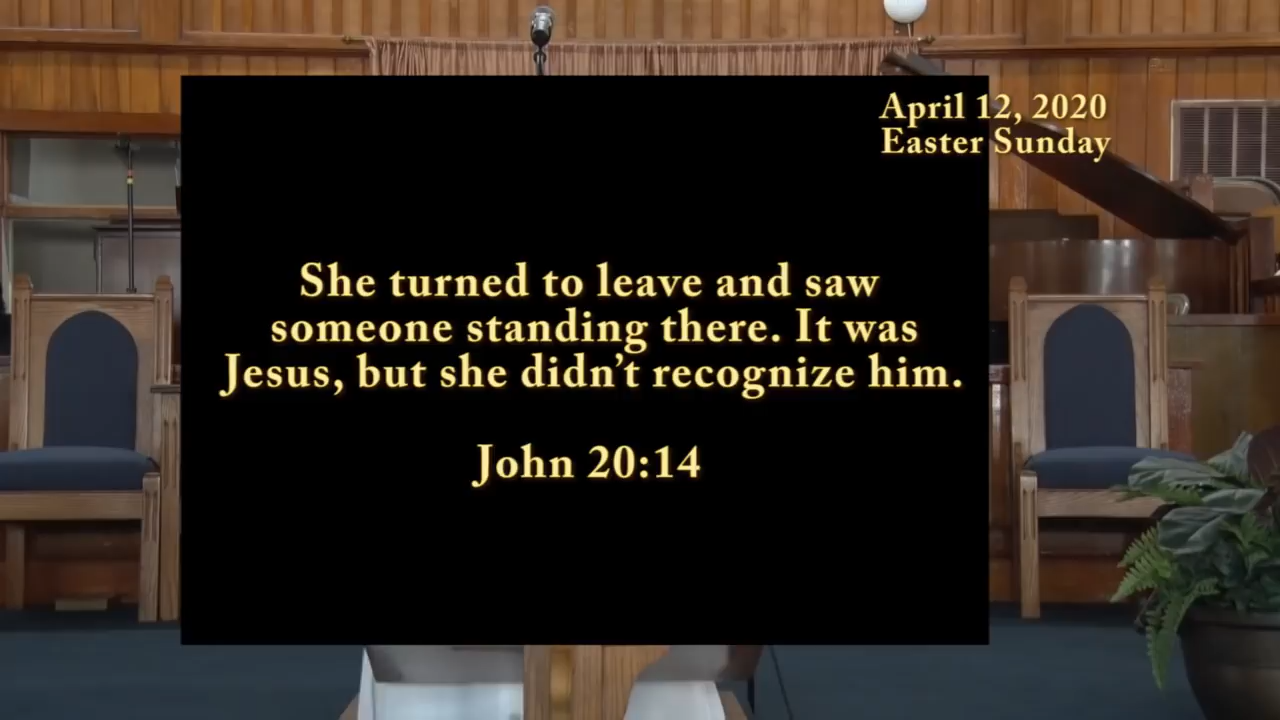 April 12, 2020
Easter Sunday
She turned to leave and saw
someone standing there. It was
Jesus, but she didn’t recognize him.
John 20:14